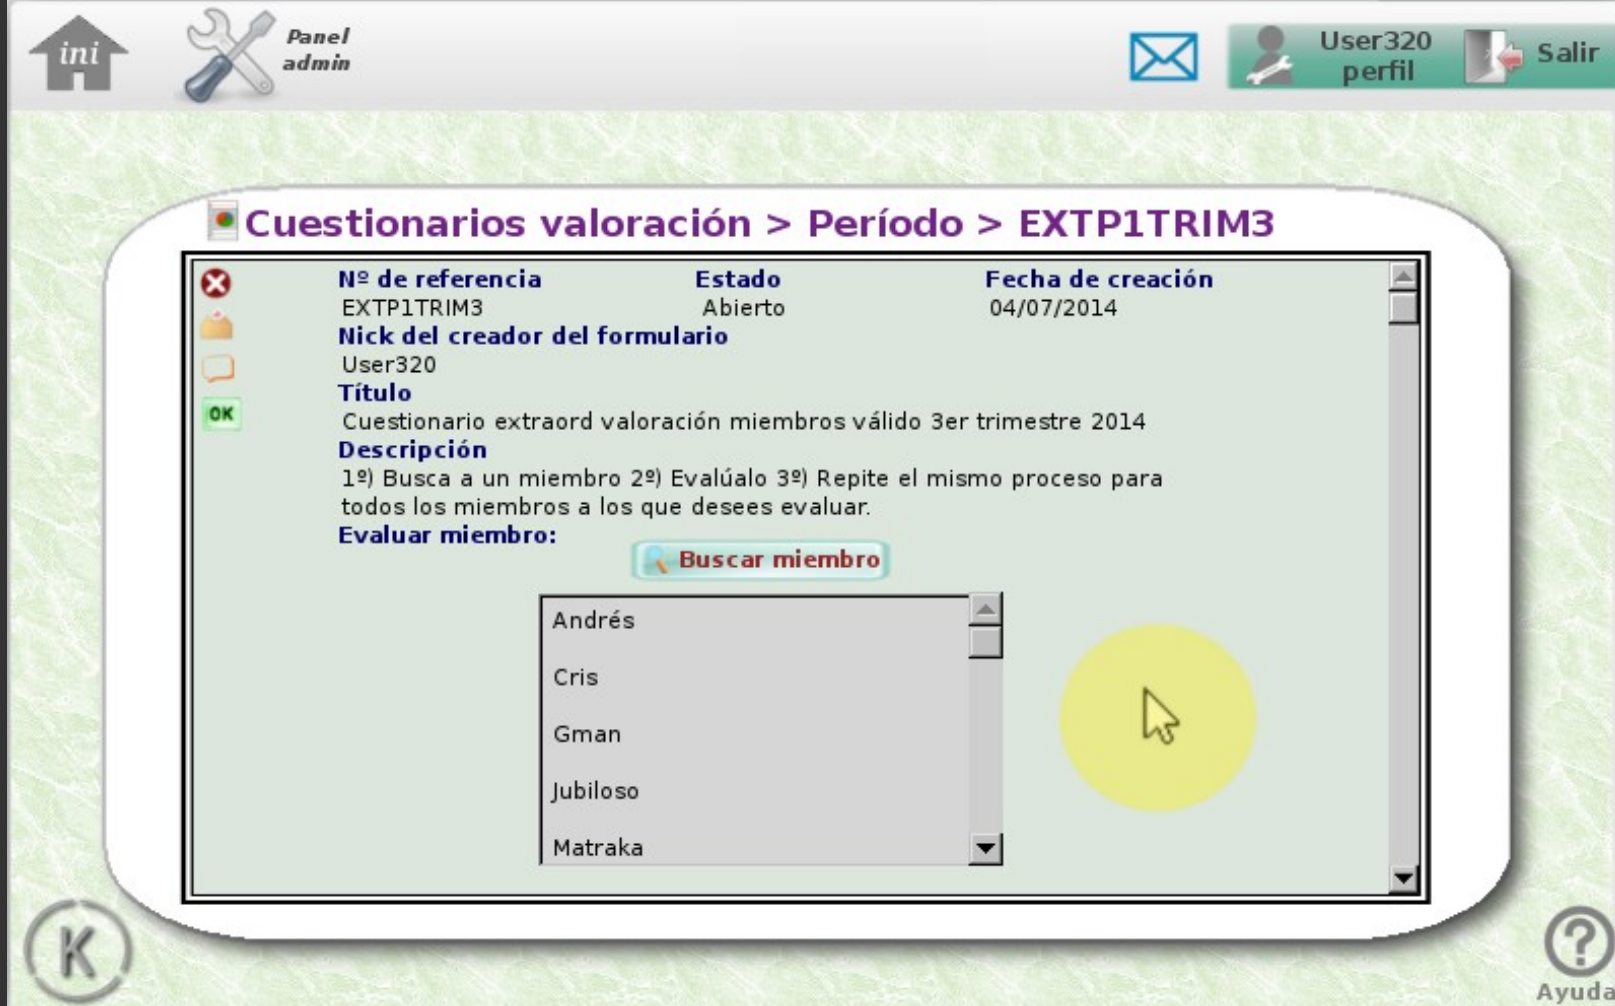 ini
Panel
admin
User320
perfil
Salir
Cuestionarios valoración > Período > EXTP1TRIM3
Nº de referencia Estado Fecha de creación
EXTP1TRIM3 Abierto 04/07/2014
Nick del creador del formulario
User320
Título
OK
Cuestionario extraord valoración miembros válido 3er trimestre 2014
Descripción
1º) Busca a un miembro 2º) Evalúalo 3º) Repite el mismo proceso para
todos los miembros a los que desees evaluar.
Evaluar miembro:
Buscar miembro
Andrés
Cris
Gman
Jubiloso
Matraka
K
?
Ayuda